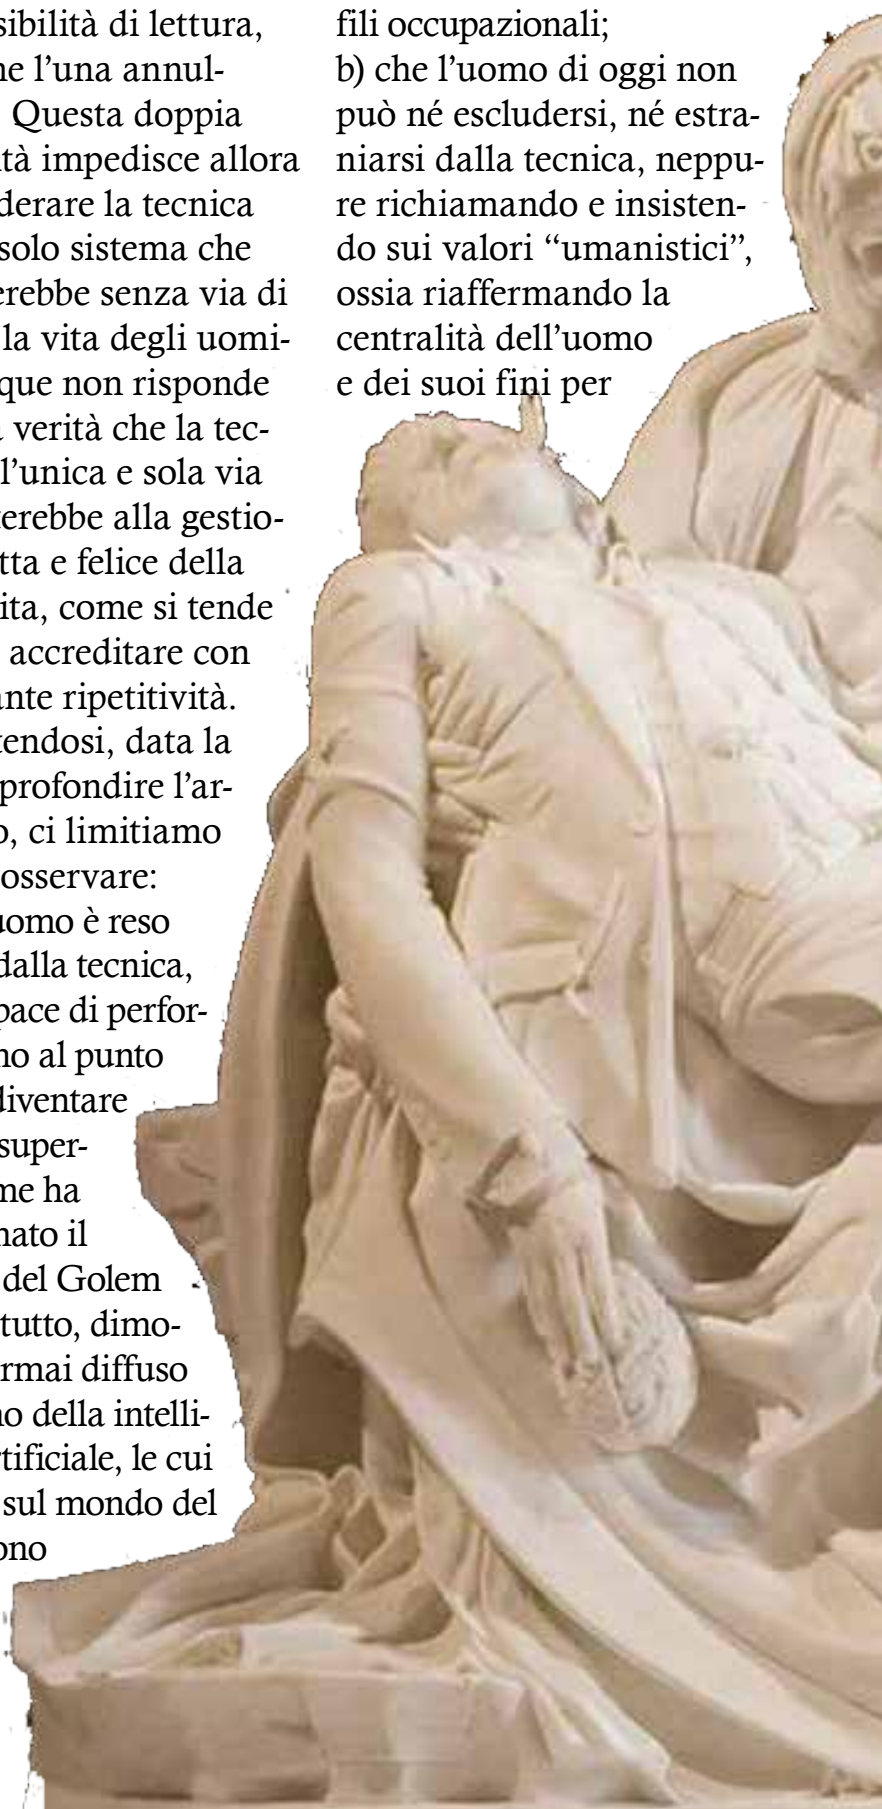 sibilità di lettura,
ne l’una annul-
Questa doppia
ità impedisce allora
derare la tecnica
solo sistema che
erebbe senza via di
la vita degli uomi-
que non risponde
a verità che la tec-
l’unica e sola via
terebbe alla gestio-
tta e felice della
ita, come si tende
accreditare con
ante ripetitività.
tendosi, data la
profondire l’ar-
o, ci limitiamo
osservare:
uomo è reso
dalla tecnica,
pace di perfor-
no al punto
diventare
super-
me ha
nato il
del Golem
tutto, dimo-
rmai diffuso
no della intelli-
rtificiale, le cui
sul mondo del
ono
fili occupazionali;
b) che l’uomo di oggi non
può né escludersi, né estra-
niarsi dalla tecnica, neppu-
re richiamando e insisten-
do sui valori “umanistici”,
ossia riaffermando la
centralità dell’uomo
e dei suoi fini per